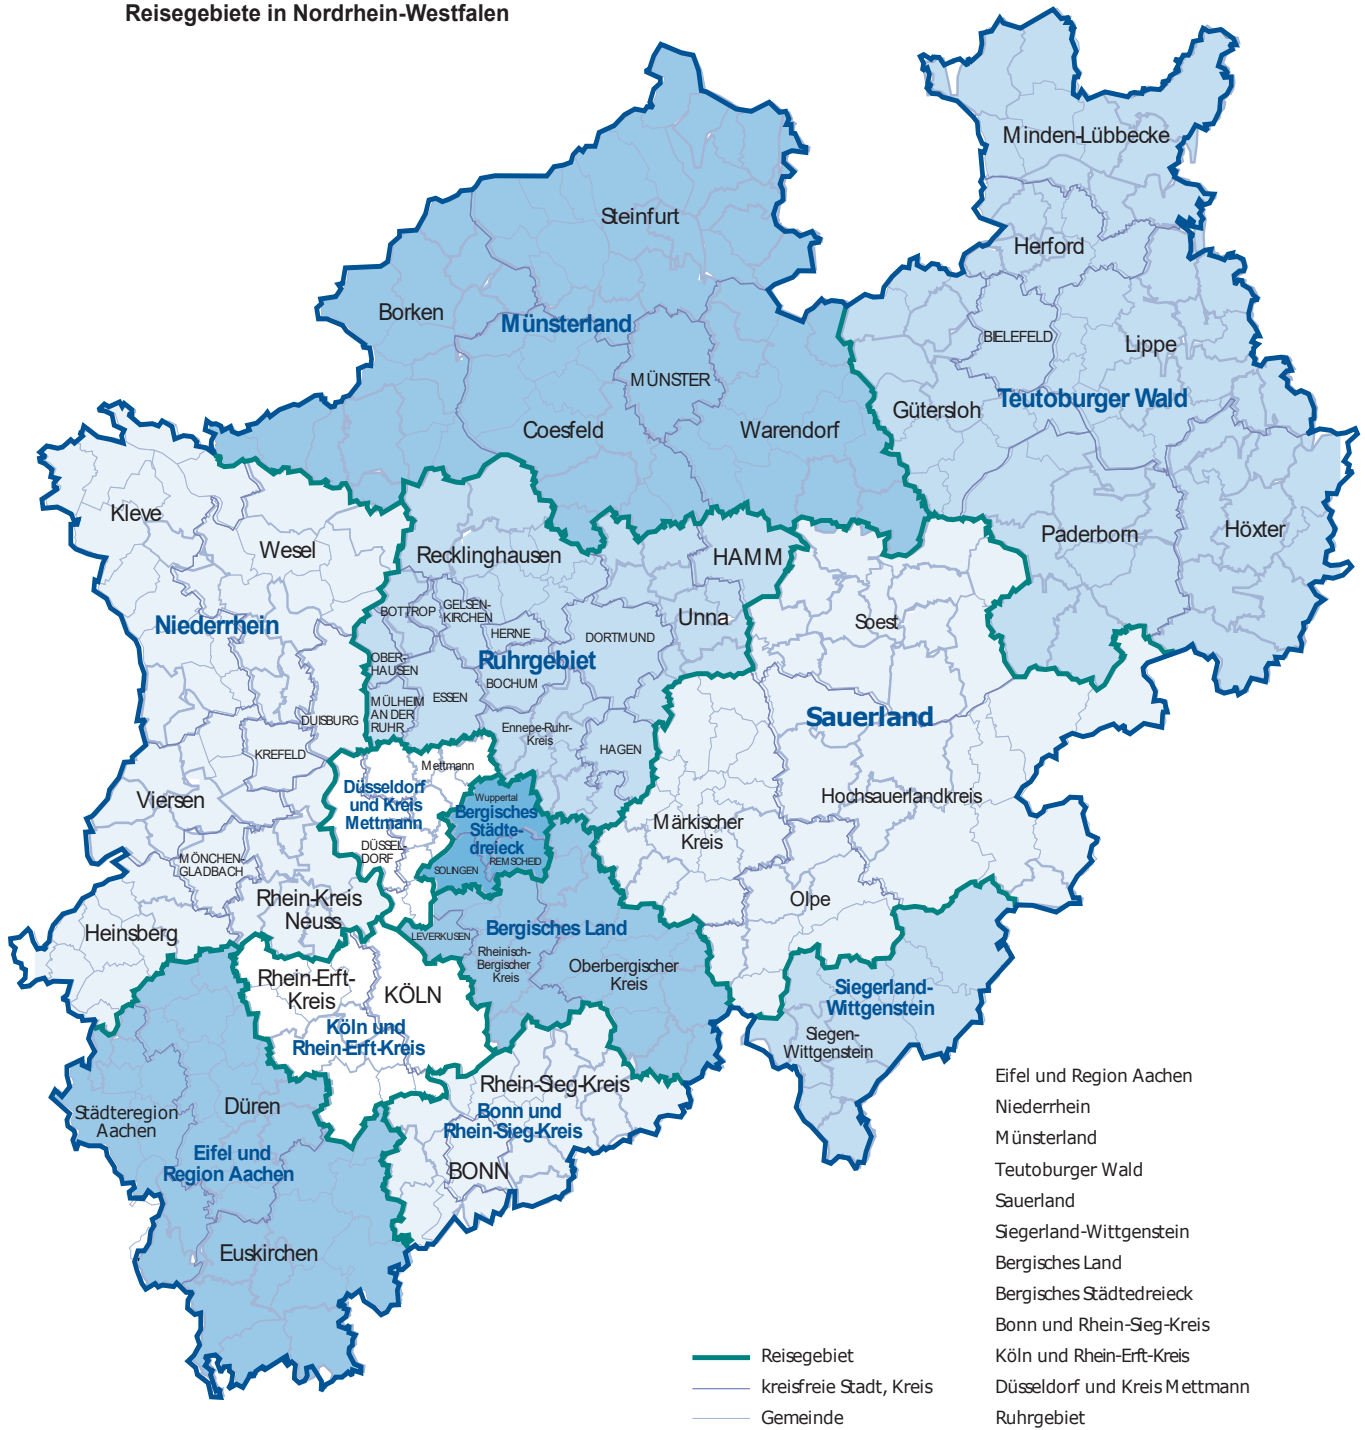 Reisegebiete in Nordrhein-Westfalen
Minden-Lübbecke
Steinfurt
Herford
Borken
Münsterland
BIELEFELD
Lippe
MÜNSTER
Teutoburger Wald
Gütersloh
Coesfeld
Warendorf
Kleve
Wesel
Paderborn
Höxter
Recklinghausen
HAMM
Niederrhein
BOTTROP
GELSEN-
KIRCHEN
HERNE
DORTMUND
Unna
Soest
OBER-
HAUSEN
Ruhrgebiet
BOCHUM
ESSEN
MÜLHEIM
AN DER
RUHR
DUISBURG
Ennepe-Ruhr-
Kreis
HAGEN
Sauerland
KREFELD
Mettmann
Düsseldorf
und Kreis
Mettmann
Viersen
Wuppertal
Bergisches
Städte-
dreieck
Hochsauerlandkreis
Märkischer
Kreis
DÜSSEL-
DORF
SOLINGEN
REMSCHEID
MÖNCHEN-
GLADBACH
Rhein-Kreis
Neuss
Olpe
Heinsberg
LEVERKUSEN
Bergisches Land
Rheinisch-
Bergischer
Kreis
Oberbergischer
Kreis
Rhein-Erft-
Kreis
KÖLN
Siegerland-
Wittgenstein
Köln und
Rhein-Erft-Kreis
Siegen-
Wittgenstein
Rhein-Sieg-Kreis
Bonn und
Rhein-Sieg-Kreis
Städteregion
Aachen
Düren
Eifel und
Region Aachen
BONN
Euskirchen
Reisegebiet
kreisfreie Stadt, Kreis
Gemeinde
Eifel und Region Aachen
Niederrhein
Münsterland
Teutoburger Wald
Sauerland
Siegerland-Wittgenstein
Bergisches Land
Bergisches Städtedreieck
Bonn und Rhein-Sieg-Kreis
Köln und Rhein-Erft-Kreis
Düsseldorf und Kreis Mettmann
Ruhrgebiet